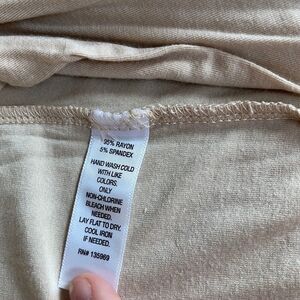 95% RAYON
5% SPANDEX
HAND WASH COLD
WITH LIKE
COLORS.
ONLY
NON-CHLORINE
BLEACH WHEN
NEEDED.
LAY FLAT TO DRY.
COOL IRON
IF NEEDED.
RN# 135969